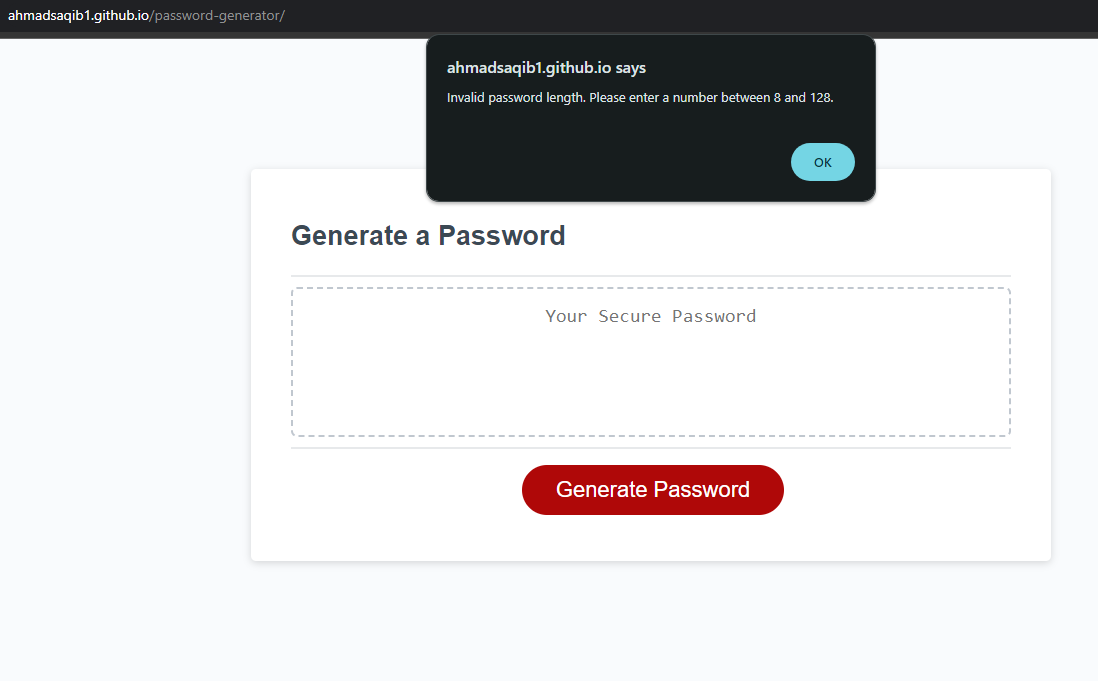 ahmadsaqib1.github.io/password-generator/
ahmadsaqib1.github.io says
Invalid password length. Please enter a number between 8 and 128.
OK
Generate a Password
Your Secure Password
Generate Password